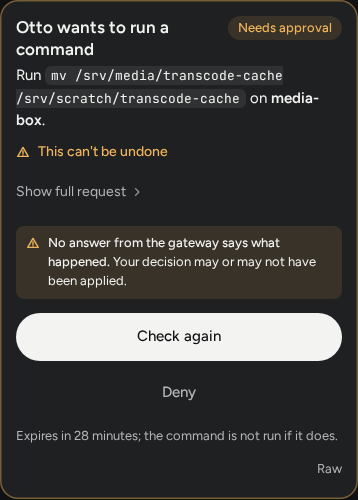 Otto wants to run a
command
Needs approval
Run mv /srv/media/transcode-cache
/srv/scratch/transcode-cache on media-
box.
This can't be undone
Show full request
No answer from the gateway says what
happened. Your decision may or may not have
been applied.
Check again
Deny
Expires in 28 minutes; the command is not run if it does.
Raw